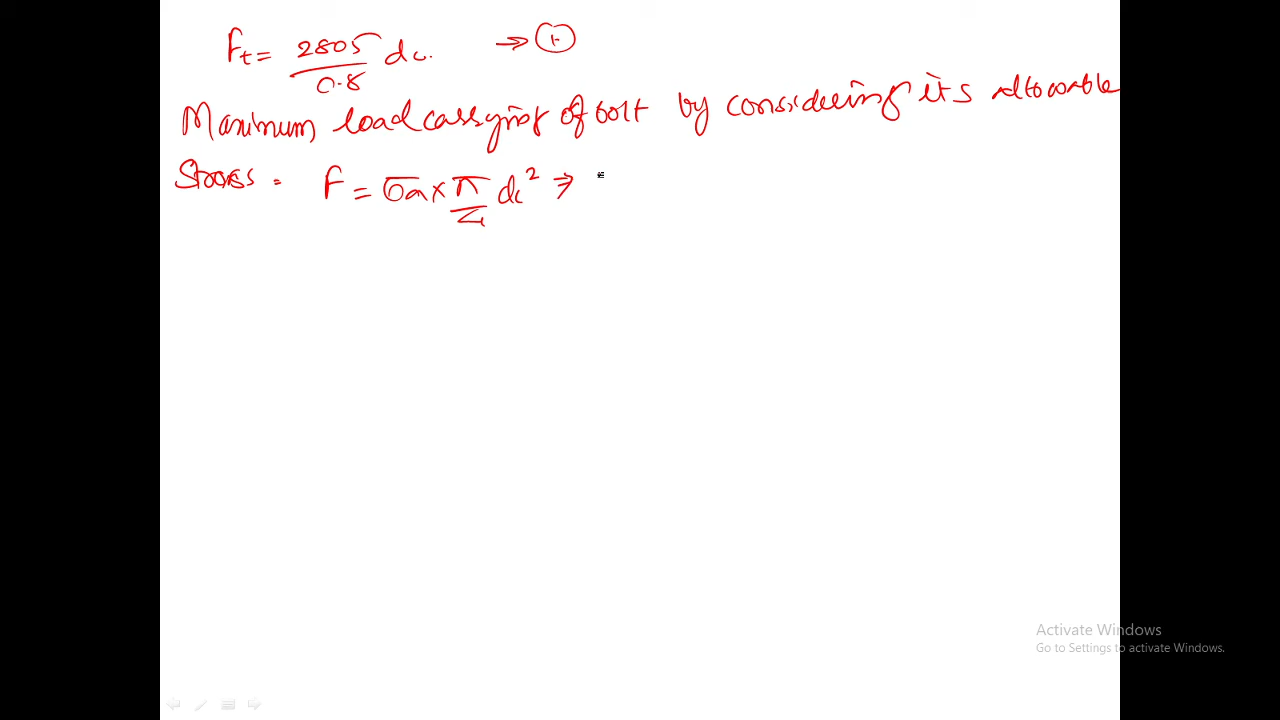 Ft = 2805/0.8 dc. → 1
Maximum load carrying of bolt by considering its allowable
Stress. F = σa × π/4 dc² ⇒
Activate Windows
Go to Settings to activate Windows.